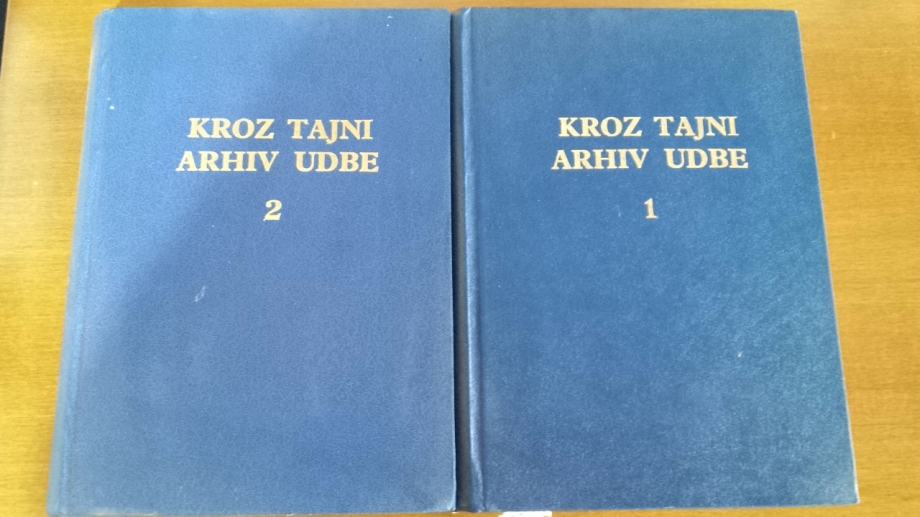 KROZ TAJNI
ARHIV UDBE
2
KROZ TAJNI
ARHIV UDBE
1